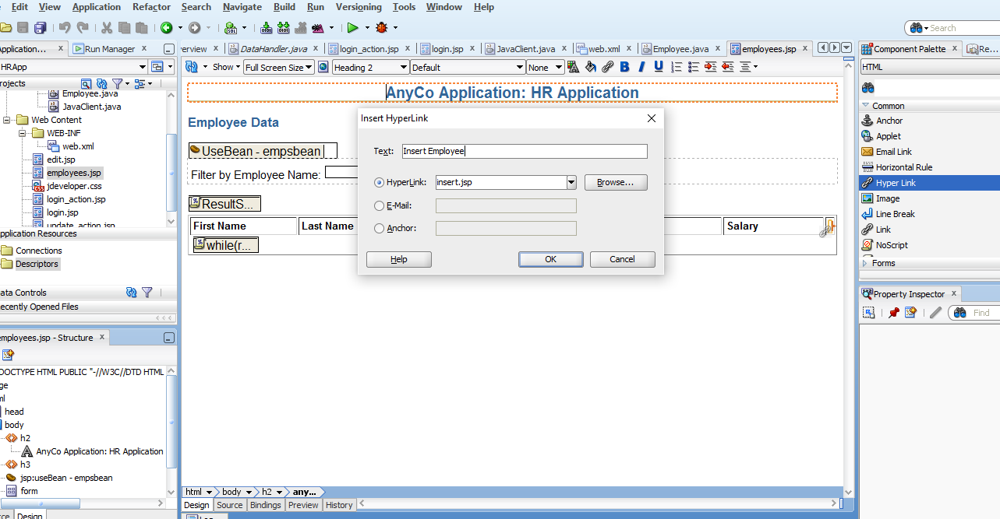 Edit View Application Refactor Search Navigate Build Run Versioning Tools Window Help
Search
Application... x Run Manager x
erview x DataHandler.java x login_action.jsp x login.jsp x JavaClient.java x web.xml x Employee.java x employees.jsp x
Component Palette x Re...
HRApp
Show Full Screen Size Heading 2 Default None B I U
HTML
rojects
Employee.java
JavaClient.java
Web Content
WEB-INF
web.xml
edit.jsp
employees.jsp
jdeveloper.css
login_action.jsp
login.jsp
update_action.jsp
pplication Resources
Connections
Descriptors
ata Controls
ecently Opened Files
employees.jsp - Structure x
DOCTYPE HTML PUBLIC "-//W3C//DTD HTML
ge
ml
head
body
h2
AnyCo Application: HR Application
h3
jsp:useBean - empsbean
form
rce Design
AnyCo Application: HR Application
Employee Data
UseBean - empsbean
Filter by Employee Name:
ResultS...
First Name Last Name Salary
while(r...
Insert HyperLink
Text: Insert Employee
HyperLink: insert.jsp Browse...
E-Mail:
Anchor:
Help OK Cancel
html body h2 any...
Design Source Bindings Preview History
Log
Common
Anchor
Applet
Email Link
Horizontal Rule
Hyper Link
Image
Line Break
Link
NoScript
Forms
Property Inspector x
Find